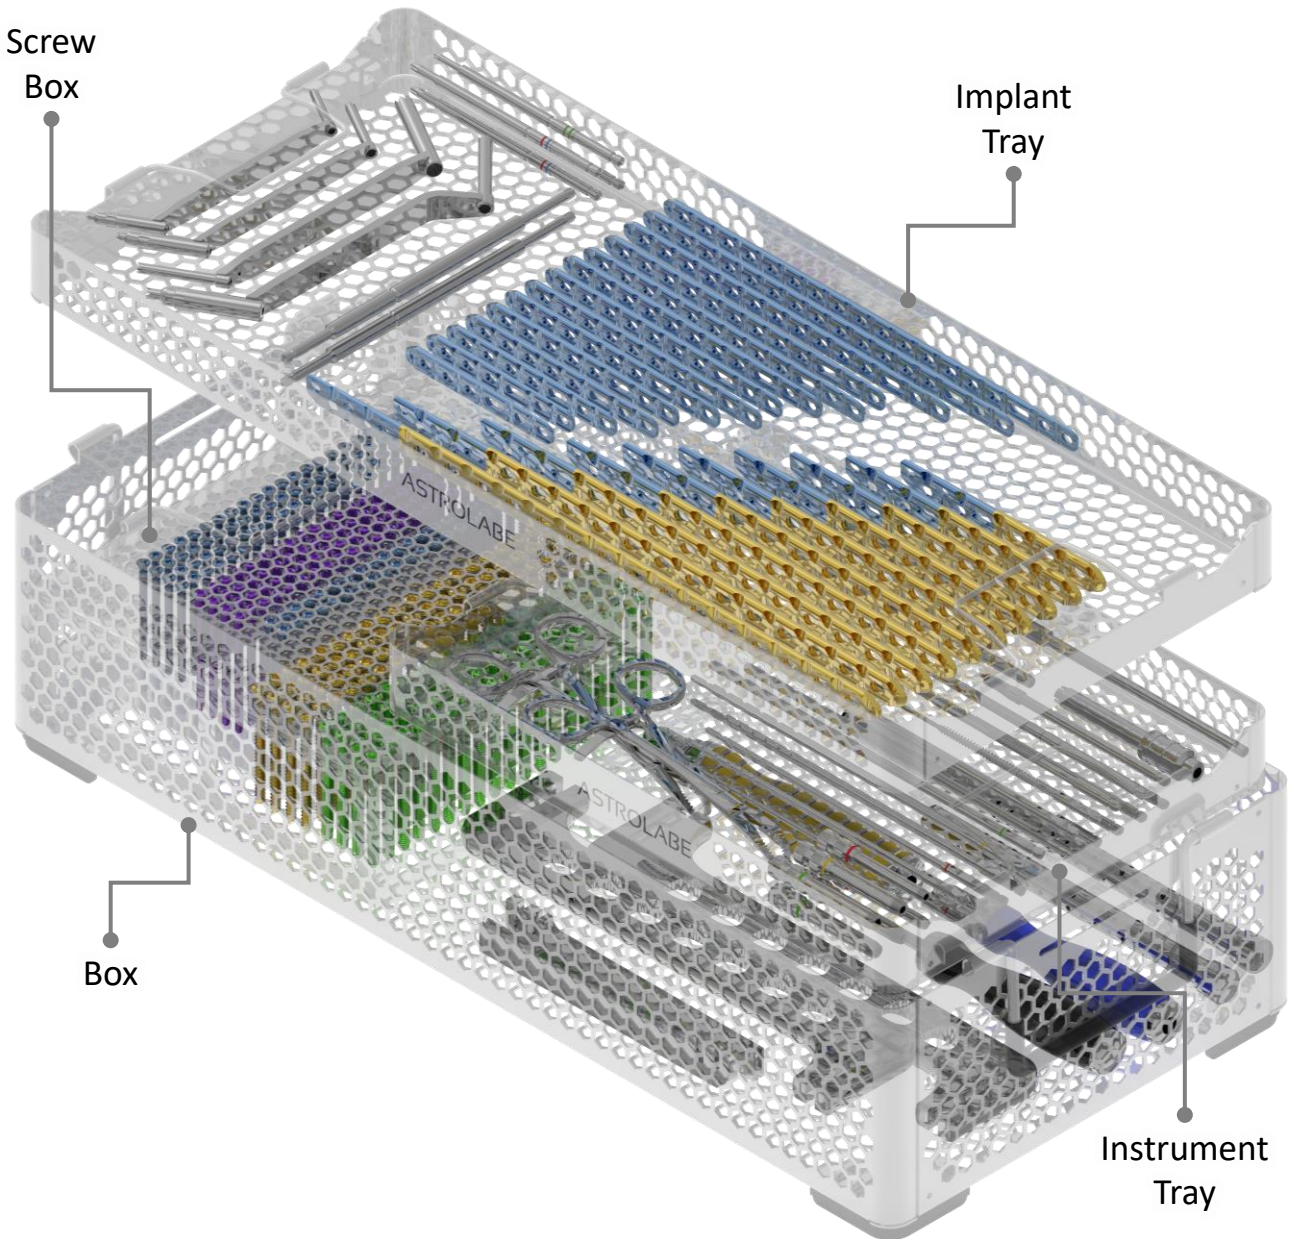 Screw
Box
Implant
Tray
ASTROLABE
ASTROLABE
Box
Instrument
Tray